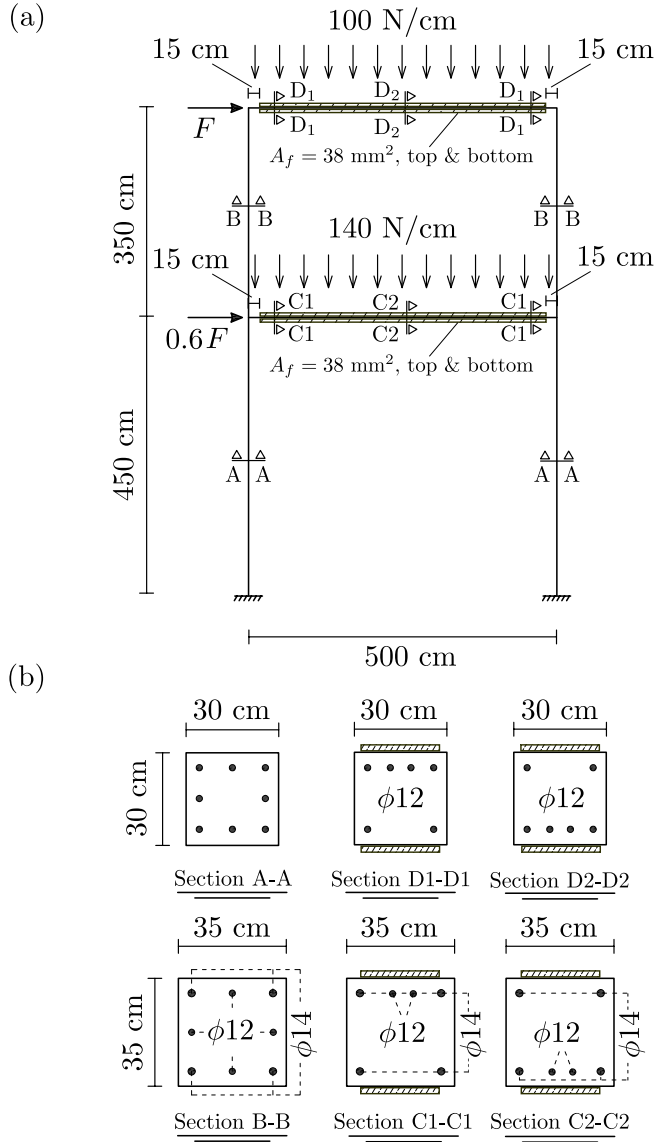 (a)
100 N/cm
15 cm
15 cm
D₁
D₂
D₁
F
D₁
D₂
D₁
A_f = 38 mm², top & bottom
350 cm
B B
B B
140 N/cm
15 cm
15 cm
C1
C2
C1
0.6F
C1
C2
C1
A_f = 38 mm², top & bottom
450 cm
A A
A A
500 cm
(b)
30 cm
30 cm
30 cm
30 cm
ϕ12
ϕ12
Section A-A
Section D1-D1
Section D2-D2
35 cm
35 cm
35 cm
35 cm
ϕ12
ϕ14
ϕ12
ϕ14
ϕ12
ϕ14
Section B-B
Section C1-C1
Section C2-C2